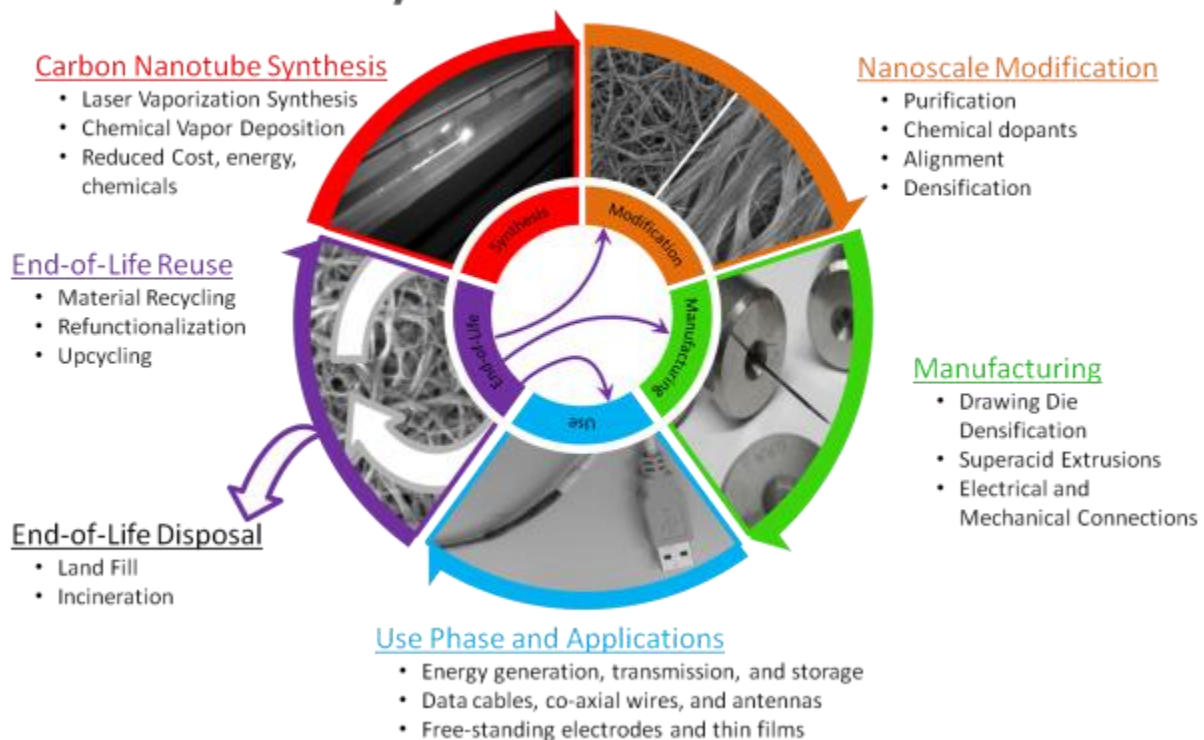 Carbon Nanotube Synthesis
• Laser Vaporization Synthesis
• Chemical Vapor Deposition
• Reduced Cost, energy,
chemicals
Nanoscale Modification
• Purification
• Chemical dopants
• Alignment
• Densification
Synthesis
Modification
Manufacturing
Use
End-of-Life
End-of-Life Reuse
• Material Recycling
• Refunctionalization
• Upcycling
Manufacturing
• Drawing Die
Densification
• Superacid Extrusions
• Electrical and
Mechanical Connections
End-of-Life Disposal
• Land Fill
• Incineration
Use Phase and Applications
• Energy generation, transmission, and storage
• Data cables, co-axial wires, and antennas
• Free-standing electrodes and thin films